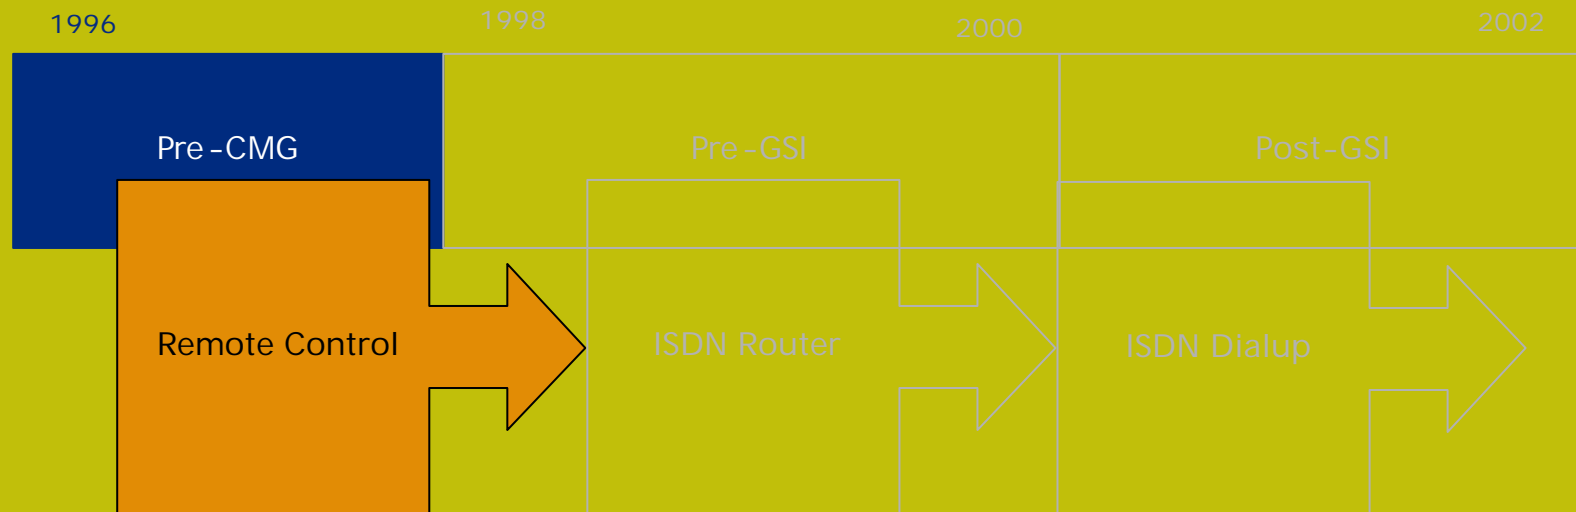 1996 1998 2000 2002
Pre-CMG Pre-GSI Post-GSI
Remote Control ISDN Router ISDN Dialup